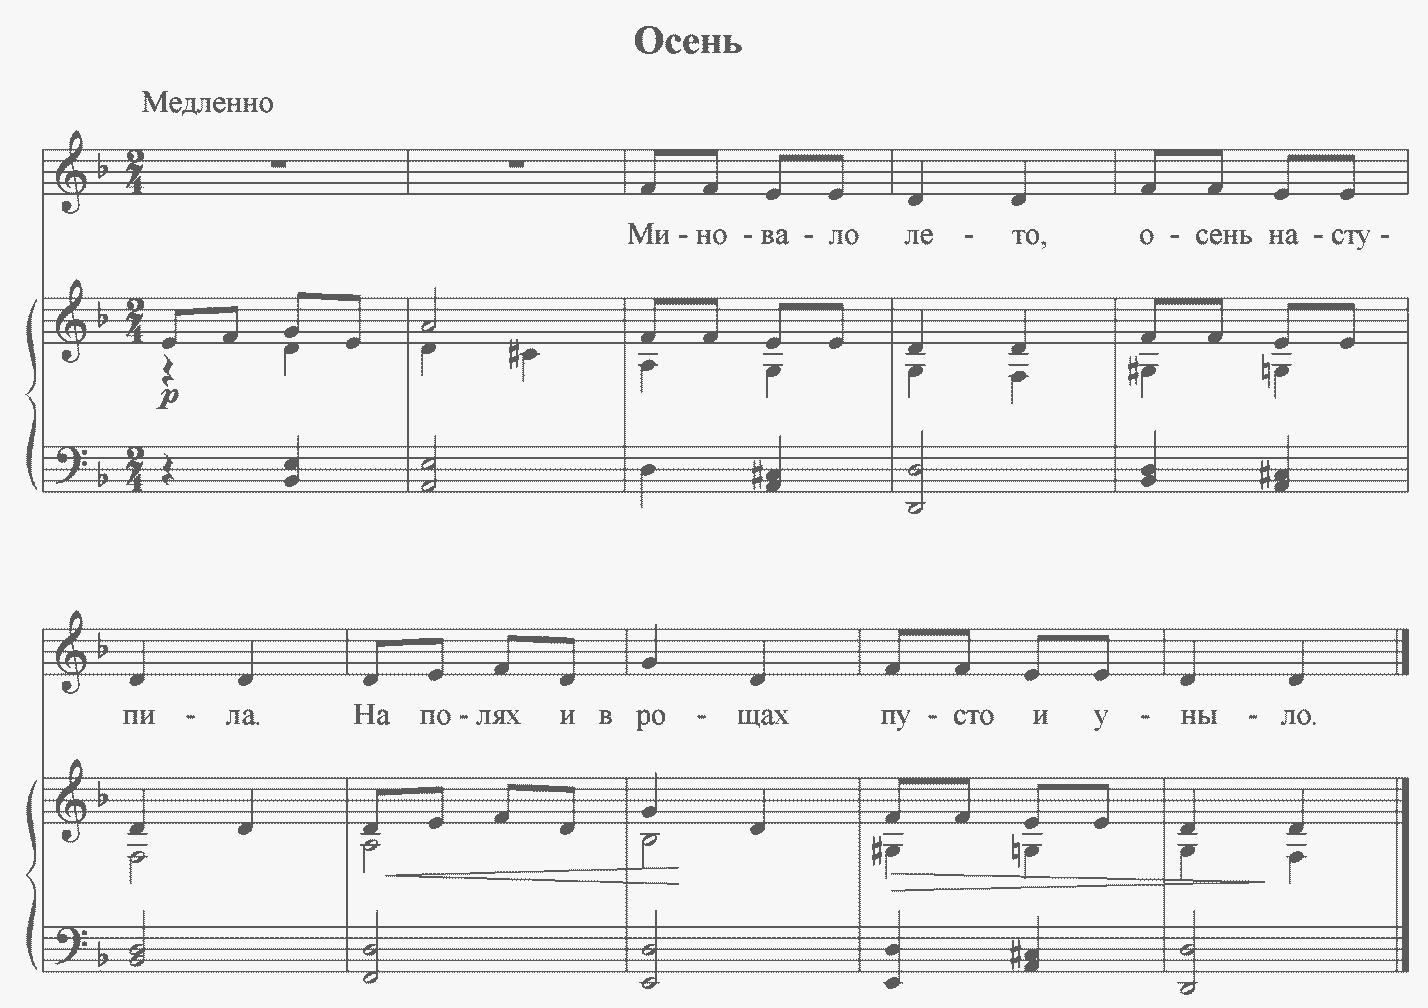 Осень
Медленно
Ми - но - ва - ло ле - то, о - сень на - сту -
p
пи - ла. На по - лях и в ро - щах пу - сто и у - ны - ло.